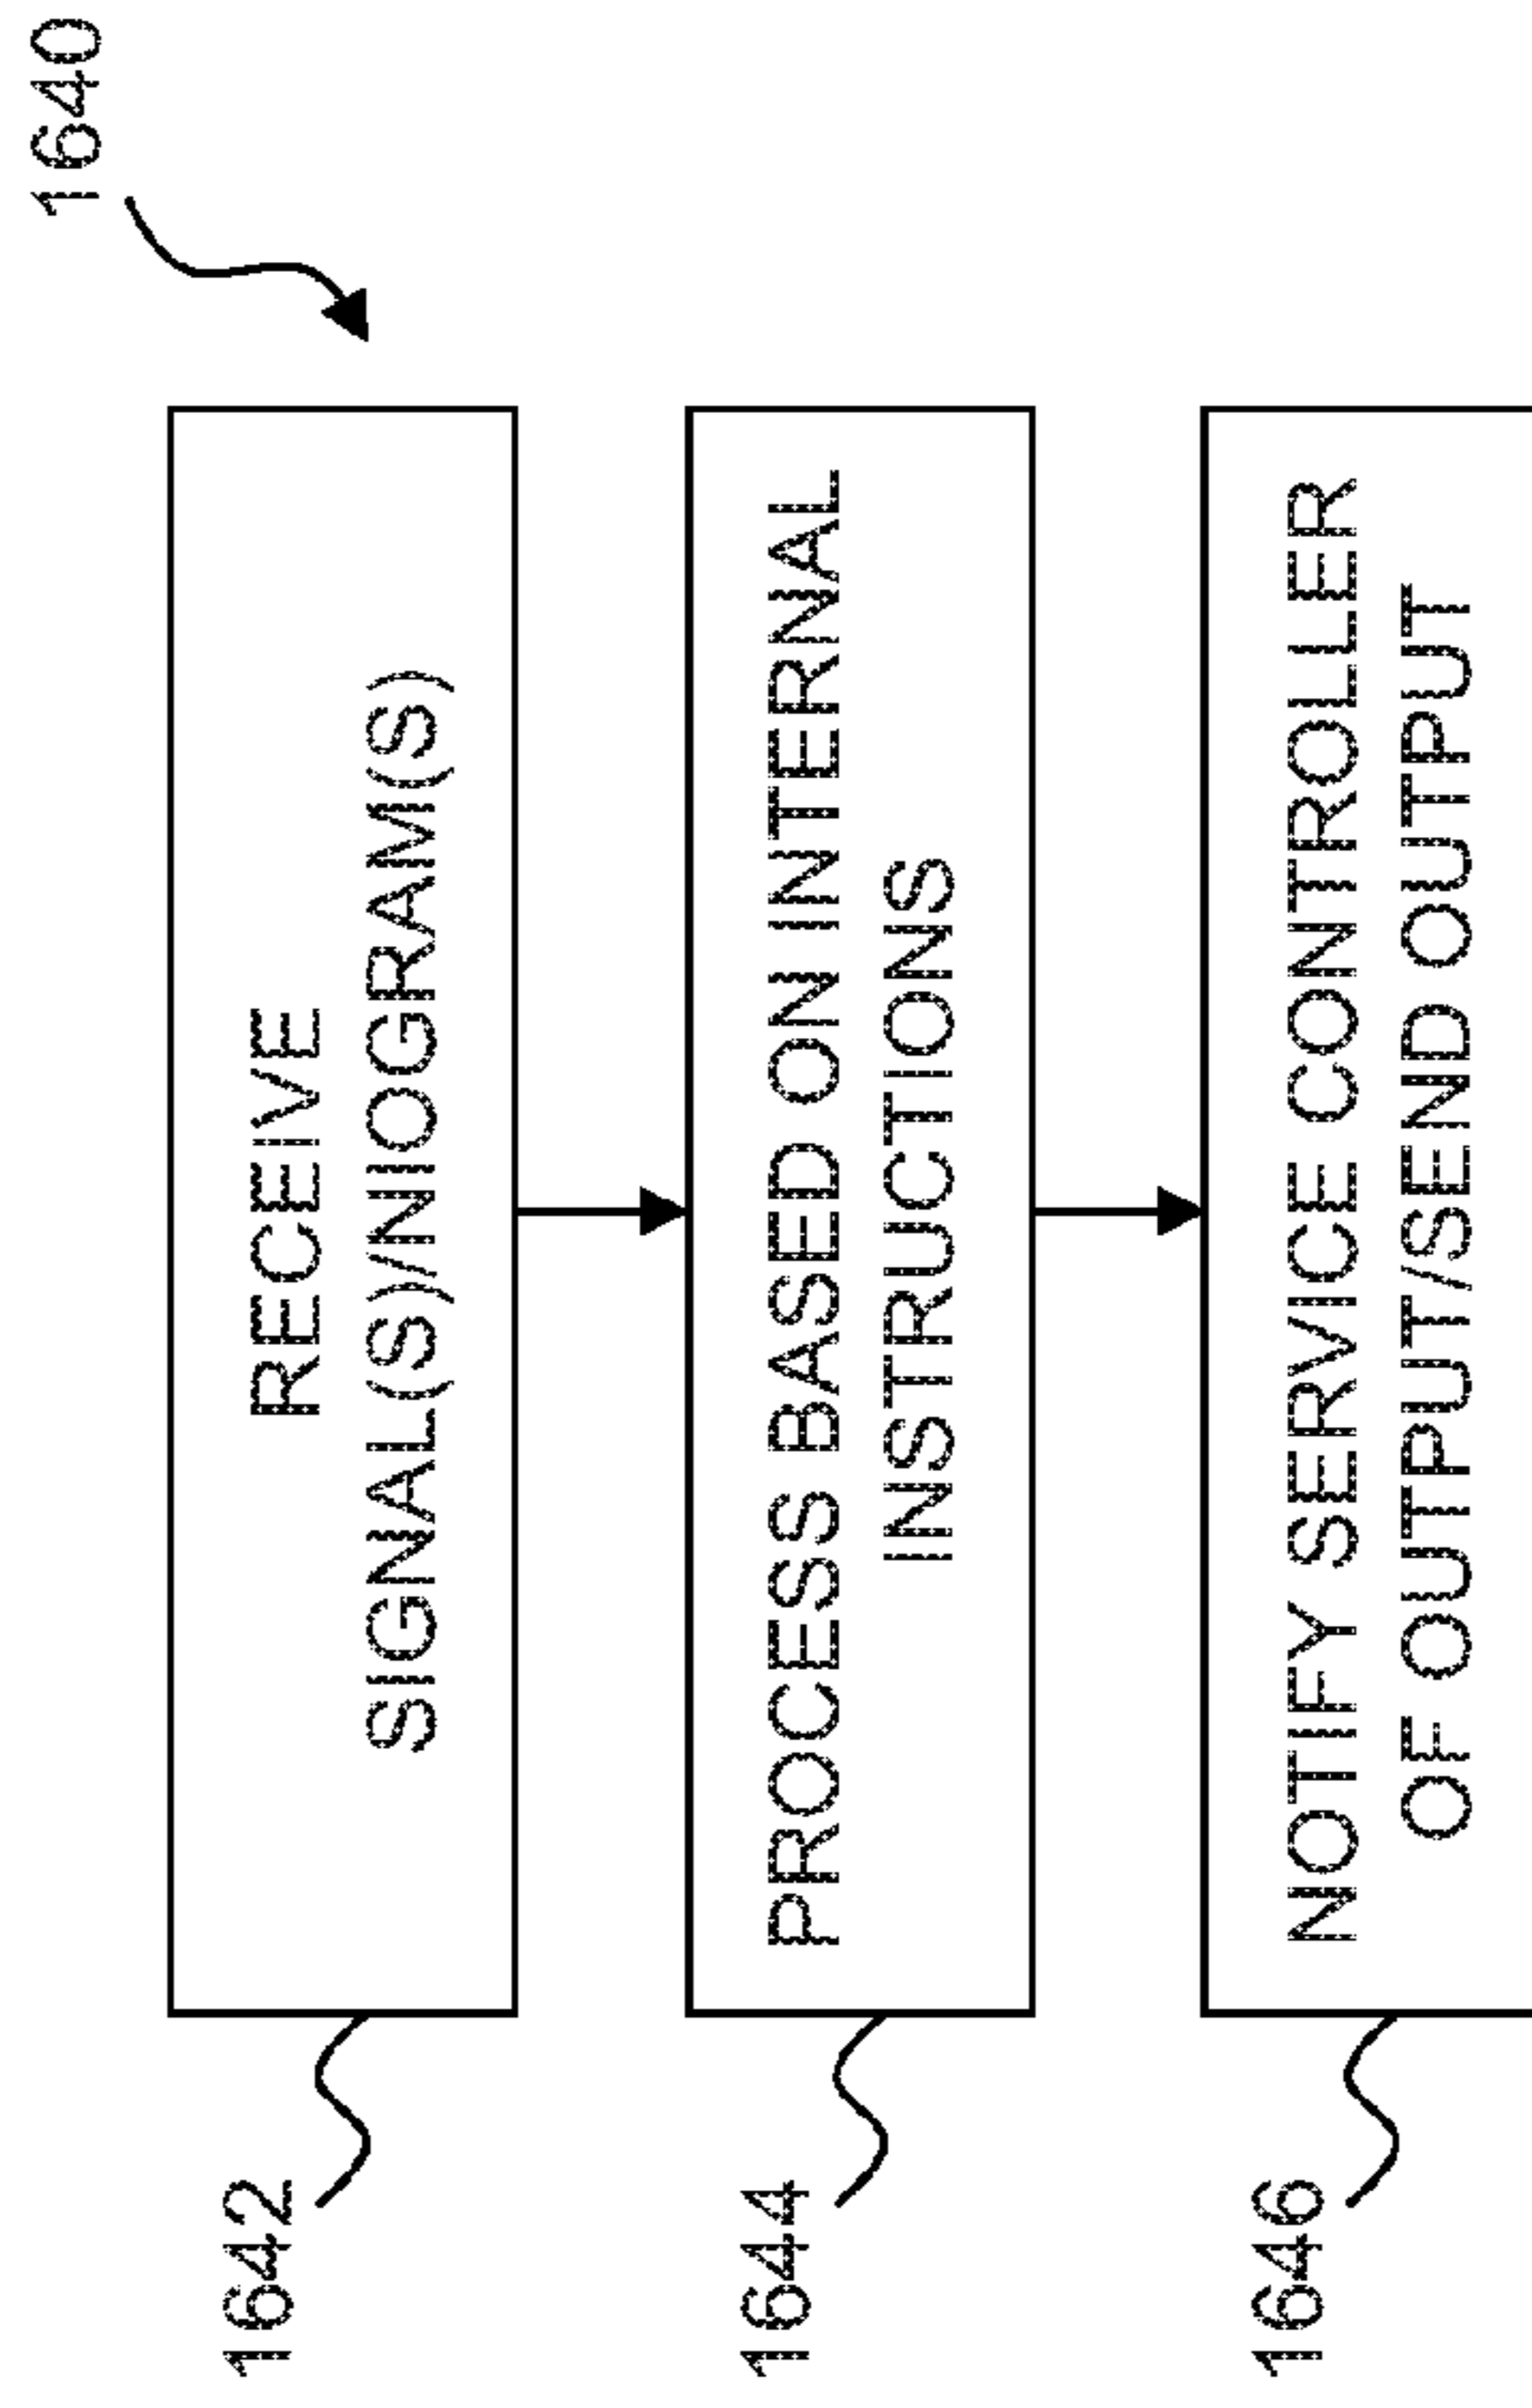 1640
1642
RECEIVE
SIGNAL(S)/NIOGRAM(S)
1644
PROCESS BASED ON INTERNAL
INSTRUCTIONS
1646
NOTIFY SERVICE CONTROLLER
OF OUTPUT/SEND OUTPUT